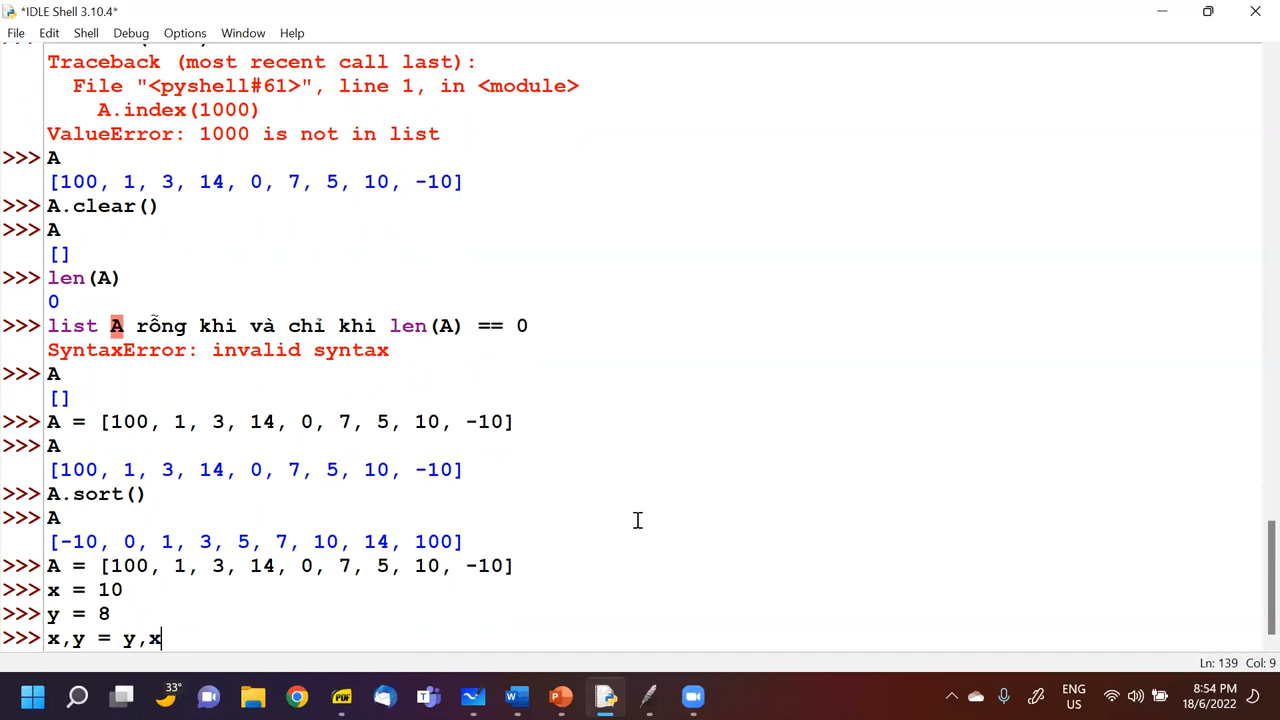 *IDLE Shell 3.10.4*
File Edit Shell Debug Options Window Help
Traceback (most recent call last):
File "<pyshell#61>", line 1, in <module>
A.index(1000)
ValueError: 1000 is not in list
>>> A
[100, 1, 3, 14, 0, 7, 5, 10, -10]
>>> A.clear()
>>> A
[]
>>> len(A)
0
>>> list A rỗng khi và chỉ khi len(A) == 0
SyntaxError: invalid syntax
>>> A
[]
>>> A = [100, 1, 3, 14, 0, 7, 5, 10, -10]
>>> A
[100, 1, 3, 14, 0, 7, 5, 10, -10]
>>> A.sort()
>>> A
[-10, 0, 1, 3, 5, 7, 10, 14, 100]
>>> A = [100, 1, 3, 14, 0, 7, 5, 10, -10]
>>> x = 10
>>> y = 8
>>> x,y = y,x
Ln: 139 Col: 9
33°
PDF
ENG
US
8:54 PM
18/6/2022